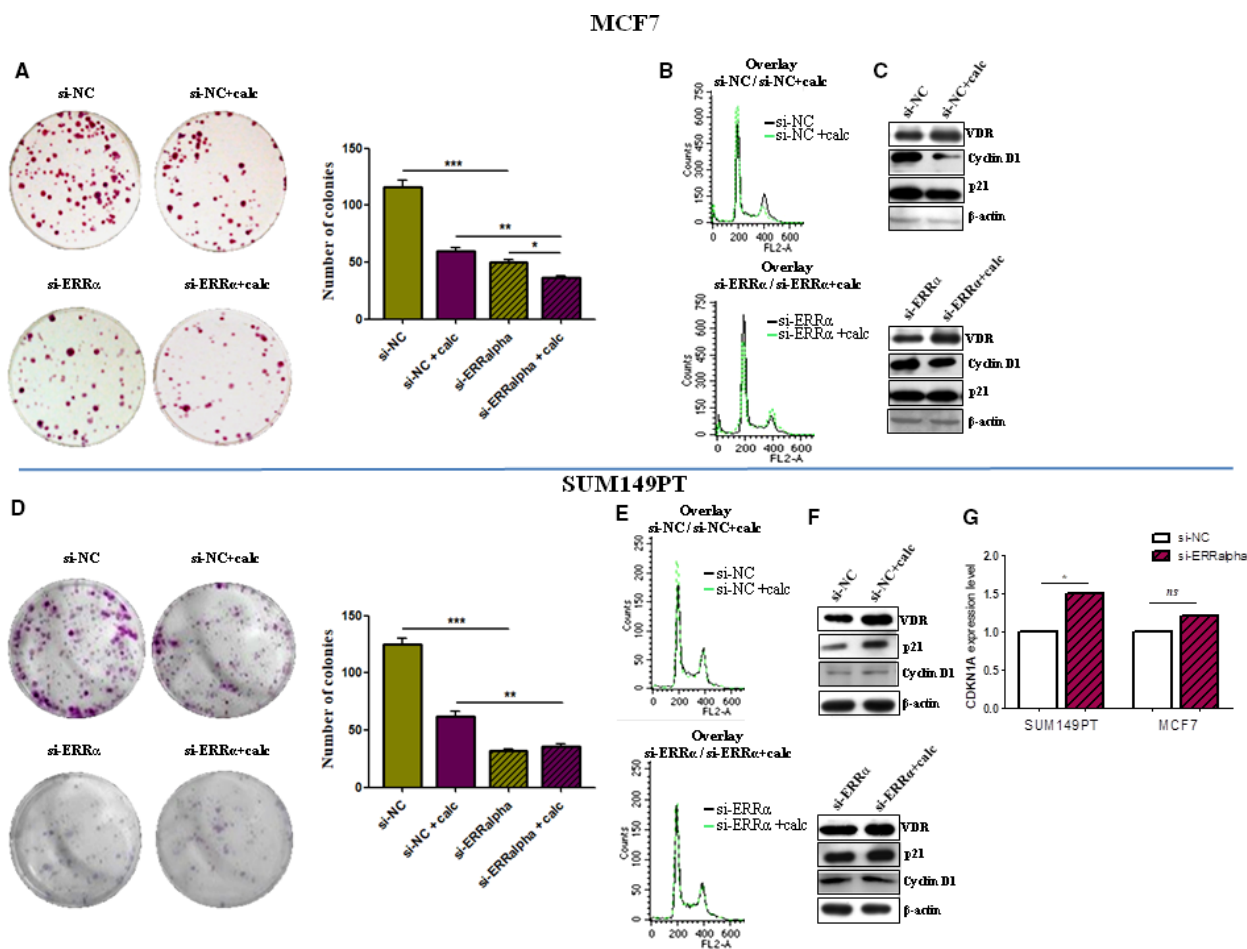 MCF7
A
si-NC
si-NC+calc
si-ERRα
si-ERRα+calc
Number of colonies
150
100
50
0
***
**
*
si-NC
si-NC + calc
si-ERRalpha
si-ERRalpha + calc
B
Overlay
si-NC / si-NC+calc
si-NC
si-NC +calc
Counts
750
600
450
300
150
0
0 200 400 600
FL2-A
Overlay
si-ERRα / si-ERRα+calc
si-ERRα
si-ERRα +calc
Counts
750
600
450
300
150
0
0 200 400 600
FL2-A
C
si-NC
si-NC+calc
VDR
Cyclin D1
p21
β-actin
si-ERRα
si-ERRα+calc
VDR
Cyclin D1
p21
β-actin
SUM149PT
D
si-NC
si-NC+calc
si-ERRα
si-ERRα+calc
Number of colonies
150
100
50
0
***
**
si-NC
si-NC + calc
si-ERRalpha
si-ERRalpha + calc
E
Overlay
si-NC / si-NC+calc
si-NC
si-NC +calc
Counts
250
200
150
100
50
0
0 200 400 600
FL2-A
Overlay
si-ERRα / si-ERRα+calc
si-ERRα
si-ERRα +calc
Counts
250
200
150
100
50
0
0 200 400 600
FL2-A
F
si-NC
si-NC+calc
VDR
p21
Cyclin D1
β-actin
si-ERRα
si-ERRα+calc
VDR
p21
Cyclin D1
β-actin
G
si-NC
si-ERRalpha
CDKN1A expression level
2.0
1.5
1.0
0.5
0.0
*
ns
SUM149PT
MCF7